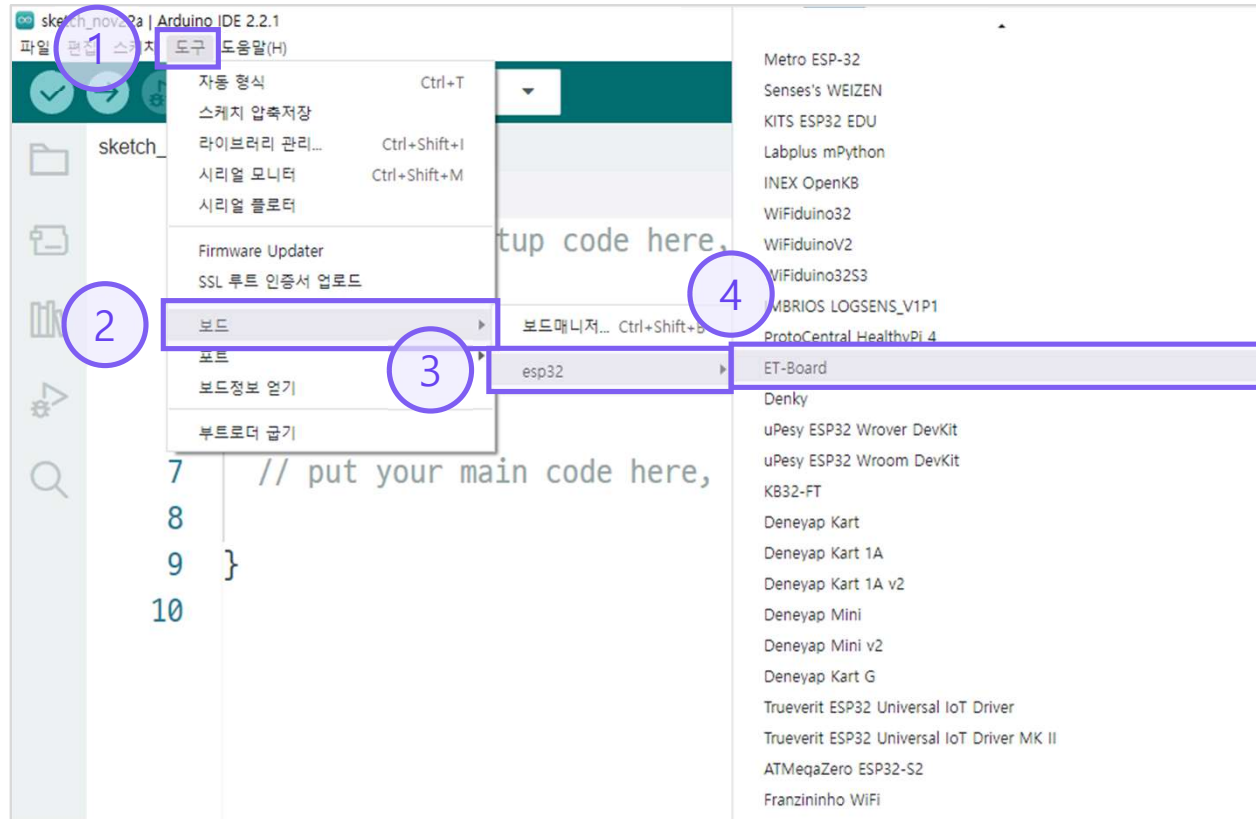 sketch_nov22a | Arduino IDE 2.2.1
파일 편집 스케치 도구 도움말(H)
1
자동 형식 Ctrl+T
스케치 압축저장
라이브러리 관리... Ctrl+Shift+I
시리얼 모니터 Ctrl+Shift+M
시리얼 플로터
Firmware Updater
SSL 루트 인증서 업로드
2
보드
포트
보드정보 얻기
부트로더 굽기
sketch_
tup code here,
보드매니저... Ctrl+Shift+B
3
esp32
7 // put your main code here,
8
9 }
10
4
Metro ESP-32
Senses's WEIZEN
KITS ESP32 EDU
Labplus mPython
INEX OpenKB
WiFiduino32
WiFiduinoV2
WiFiduino32S3
IMBRIOS LOGSENS_V1P1
ProtoCentral HealthyPi 4
ET-Board
Denky
uPesy ESP32 Wrover DevKit
uPesy ESP32 Wroom DevKit
KB32-FT
Deneyap Kart
Deneyap Kart 1A
Deneyap Kart 1A v2
Deneyap Mini
Deneyap Mini v2
Deneyap Kart G
Trueverit ESP32 Universal IoT Driver
Trueverit ESP32 Universal IoT Driver MK II
ATMegaZero ESP32-S2
Franzininho WiFi